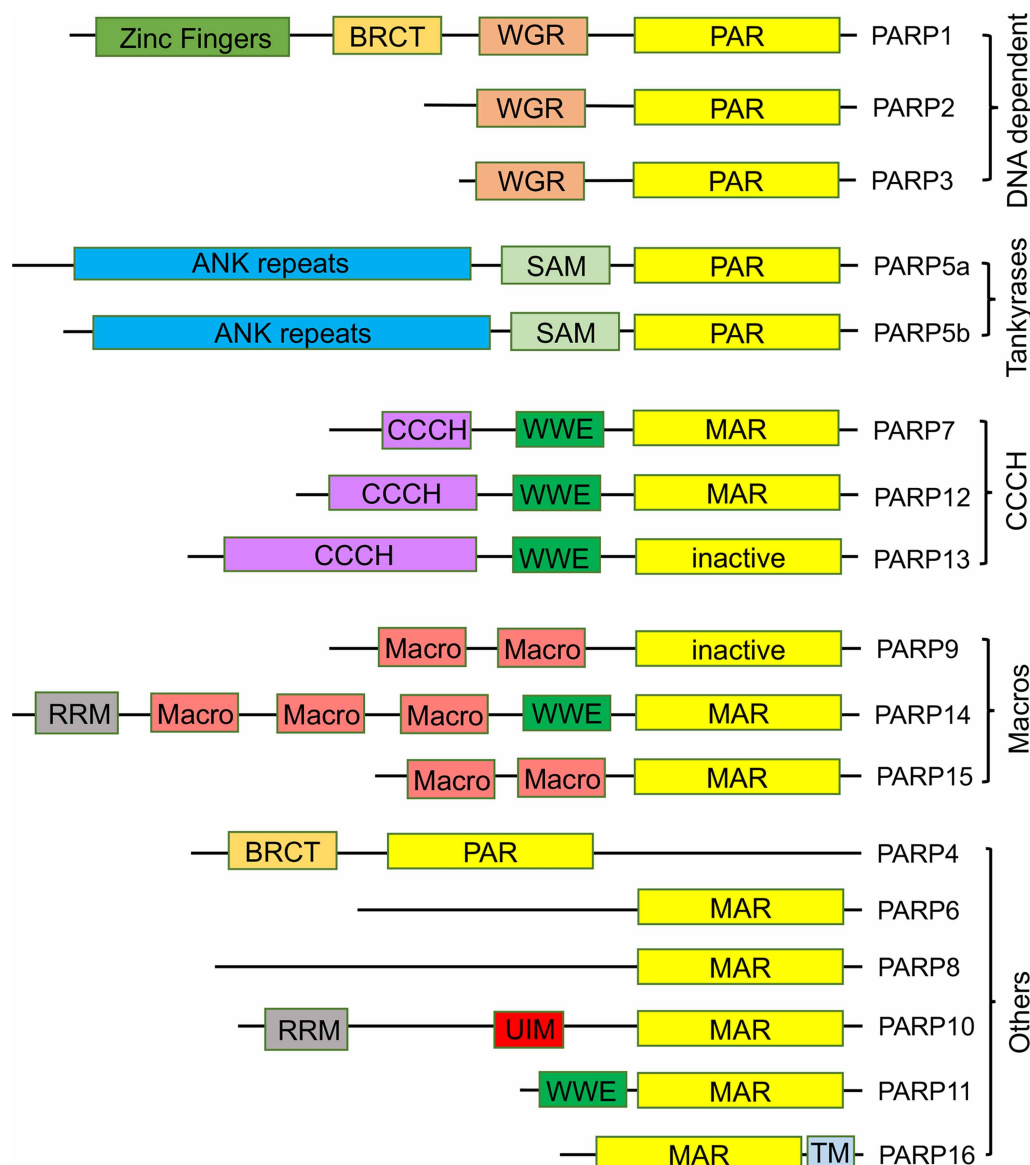 Zinc Fingers BRCT WGR PAR PARP1
WGR PAR PARP2
WGR PAR PARP3
DNA dependent
ANK repeats SAM PAR PARP5a
ANK repeats SAM PAR PARP5b
Tankyrases
CCCH WWE MAR PARP7
CCCH WWE MAR PARP12
CCCH WWE inactive PARP13
CCCH
Macro Macro inactive PARP9
RRM Macro Macro Macro WWE MAR PARP14
Macro Macro MAR PARP15
Macros
BRCT PAR PARP4
MAR PARP6
MAR PARP8
RRM UIM MAR PARP10
WWE MAR PARP11
MAR TM PARP16
Others